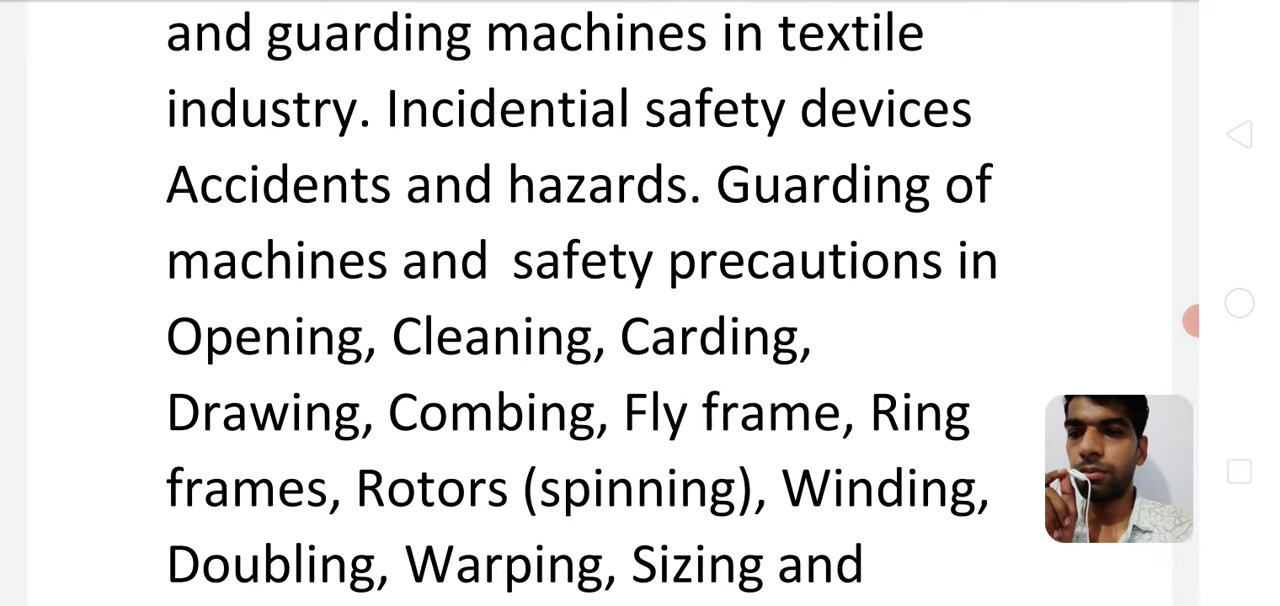 and guarding machines in textile
industry. Incidential safety devices
Accidents and hazards. Guarding of
machines and  safety precautions in
Opening, Cleaning, Carding,
Drawing, Combing, Fly frame, Ring
frames, Rotors (spinning), Winding,
Doubling, Warping, Sizing and